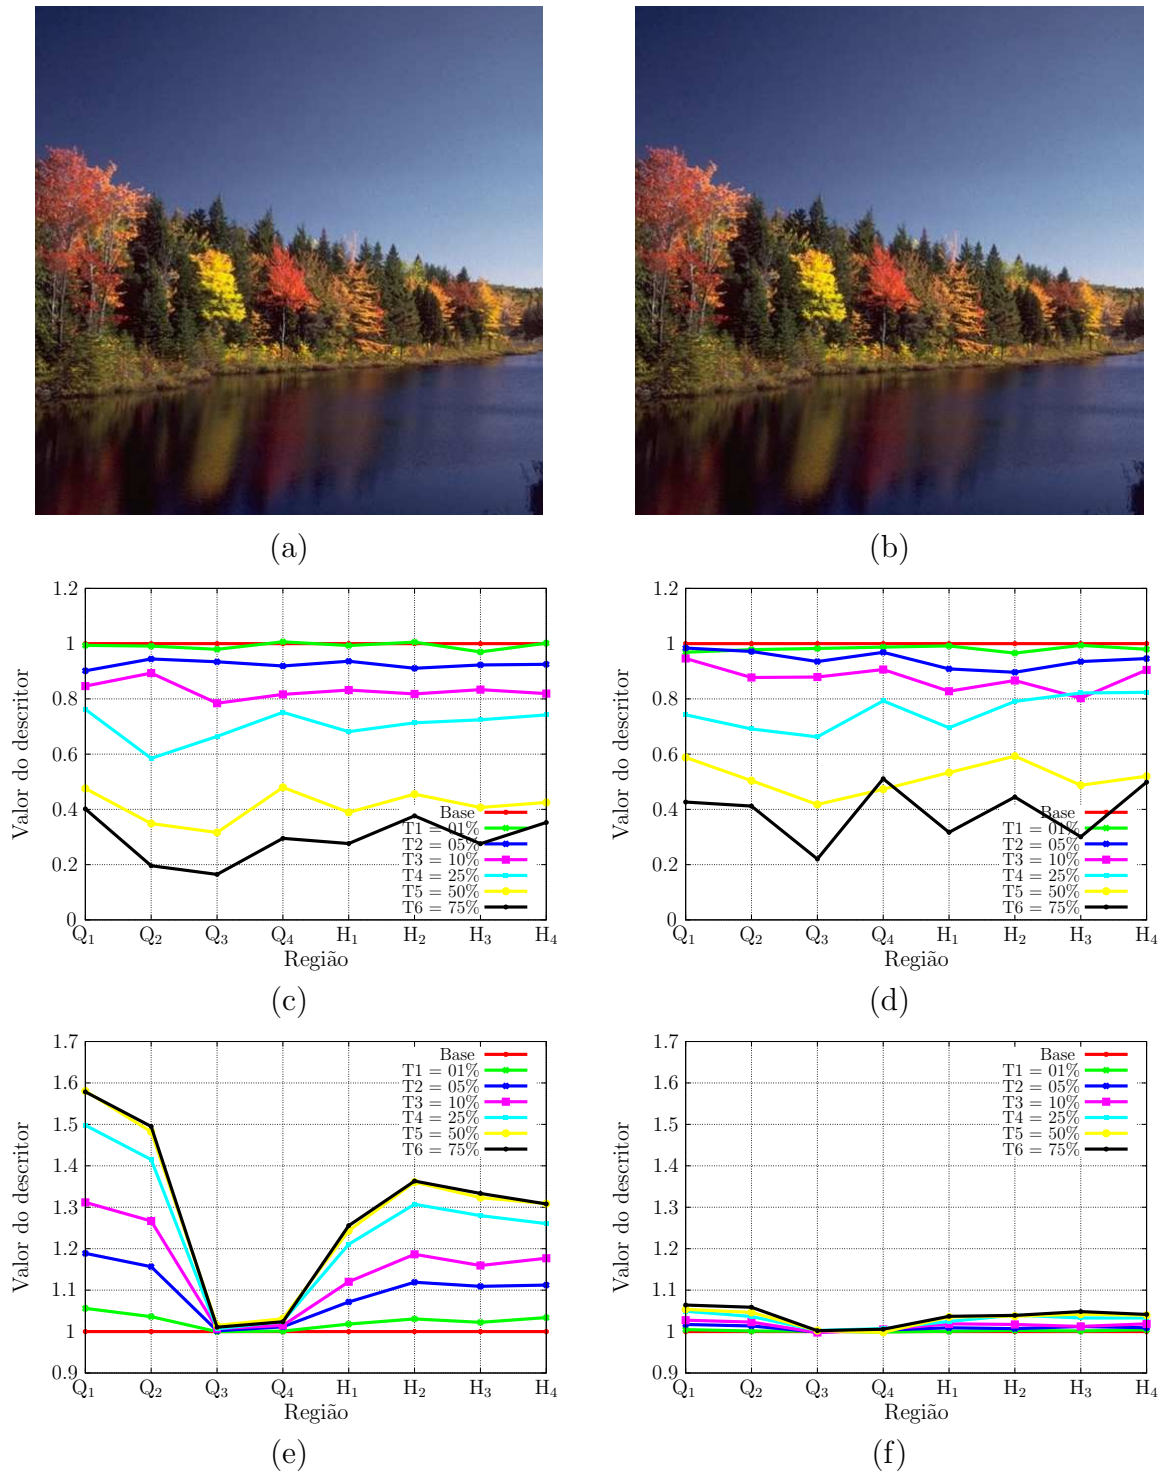 (a)
(b)
1.2
1
0.8
0.6
0.4
0.2
0
Valor do descritor
Base
T1 = 01%
T2 = 05%
T3 = 10%
T4 = 25%
T5 = 50%
T6 = 75%
Q1 Q2 Q3 Q4 H1 H2 H3 H4
Região
(c)
1.2
1
0.8
0.6
0.4
0.2
0
Valor do descritor
Base
T1 = 01%
T2 = 05%
T3 = 10%
T4 = 25%
T5 = 50%
T6 = 75%
Q1 Q2 Q3 Q4 H1 H2 H3 H4
Região
(d)
1.7
1.6
1.5
1.4
1.3
1.2
1.1
1
0.9
Valor do descritor
Base
T1 = 01%
T2 = 05%
T3 = 10%
T4 = 25%
T5 = 50%
T6 = 75%
Q1 Q2 Q3 Q4 H1 H2 H3 H4
Região
(e)
1.7
1.6
1.5
1.4
1.3
1.2
1.1
1
0.9
Valor do descritor
Base
T1 = 01%
T2 = 05%
T3 = 10%
T4 = 25%
T5 = 50%
T6 = 75%
Q1 Q2 Q3 Q4 H1 H2 H3 H4
Região
(f)